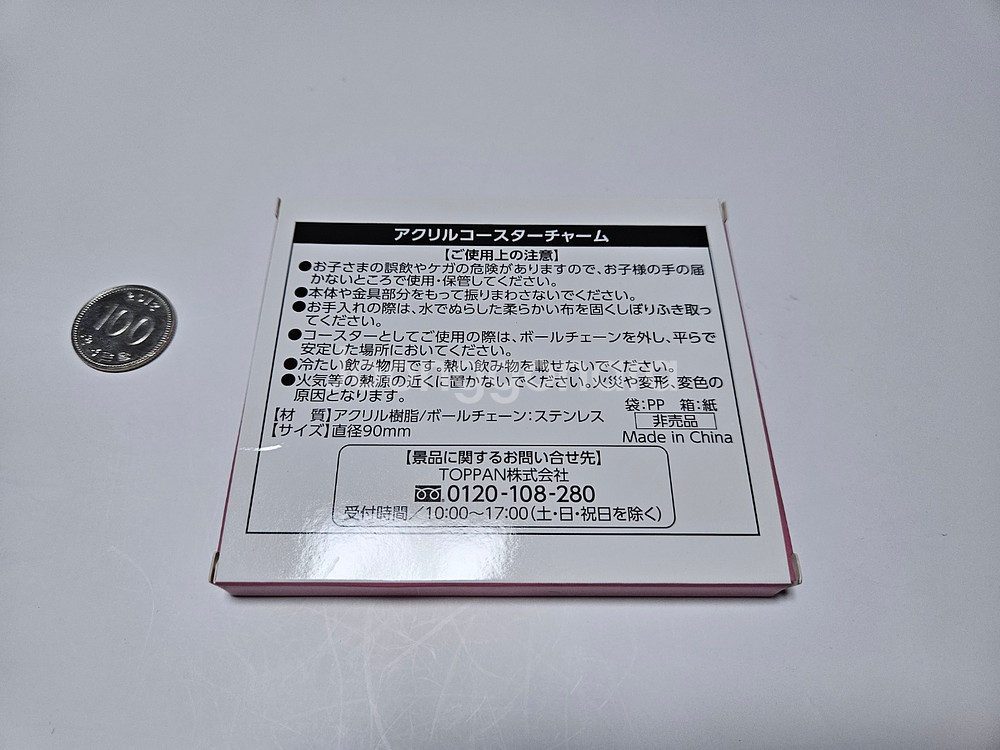 アクリルコースターチャーム
【ご使用上の注意】
●お子さまの誤飲やケガの危険がありますので、お子様の手の届
かないところで使用・保管してください。
●本体や金具部分をもって振りまわさないでください。
●お手入れの際は、水でぬらした柔らかい布を固くしぼりふき取っ
てください。
●コースターとしてご使用の際は、ボールチェーンを外し、平らで
安定した場所においてください。
●冷たい飲み物用です。熱い飲み物を載せないでください。
●火気等の熱源の近くに置かないでください。火災や変形、変色の
原因となります。
袋:PP 箱:紙
【材 質】アクリル樹脂/ボールチェーン:ステンレス
非売品
【サイズ】直径90mm
Made in China
【景品に関するお問い合せ先】
TOPPAN株式会社
0120-108-280
受付時間/10:00~17:00(土・日・祝日を除く)
2012
100